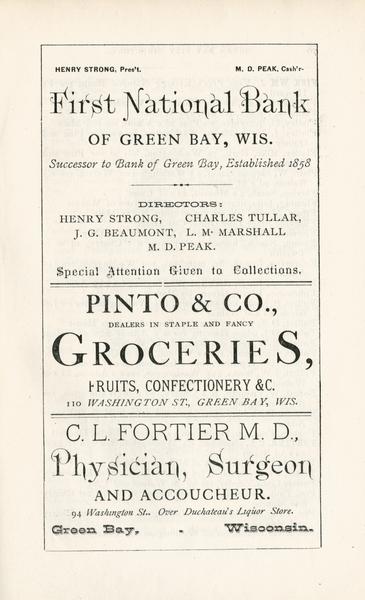 HENRY STRONG, Pres't. M. D. PEAK, Cash'r-
First National Bank
OF GREEN BAY, WIS.
Successor to Bank of Green Bay, Established 1858
DIRECTORS:
HENRY STRONG, CHARLES TULLAR,
J. G. BEAUMONT, L. M. MARSHALL
M. D. PEAK.
Special Attention Given to Collections.
PINTO & CO.,
DEALERS IN STAPLE AND FANCY
GROCERIES,
FRUITS, CONFECTIONERY &C.
110 WASHINGTON ST., GREEN BAY, WIS.
C. L. FORTIER M. D.,
Physician, Surgeon
AND ACCOUCHEUR.
94 Washington St.. Over Duchateau's Liquor Store.
Green Bay, - Wisconsin.